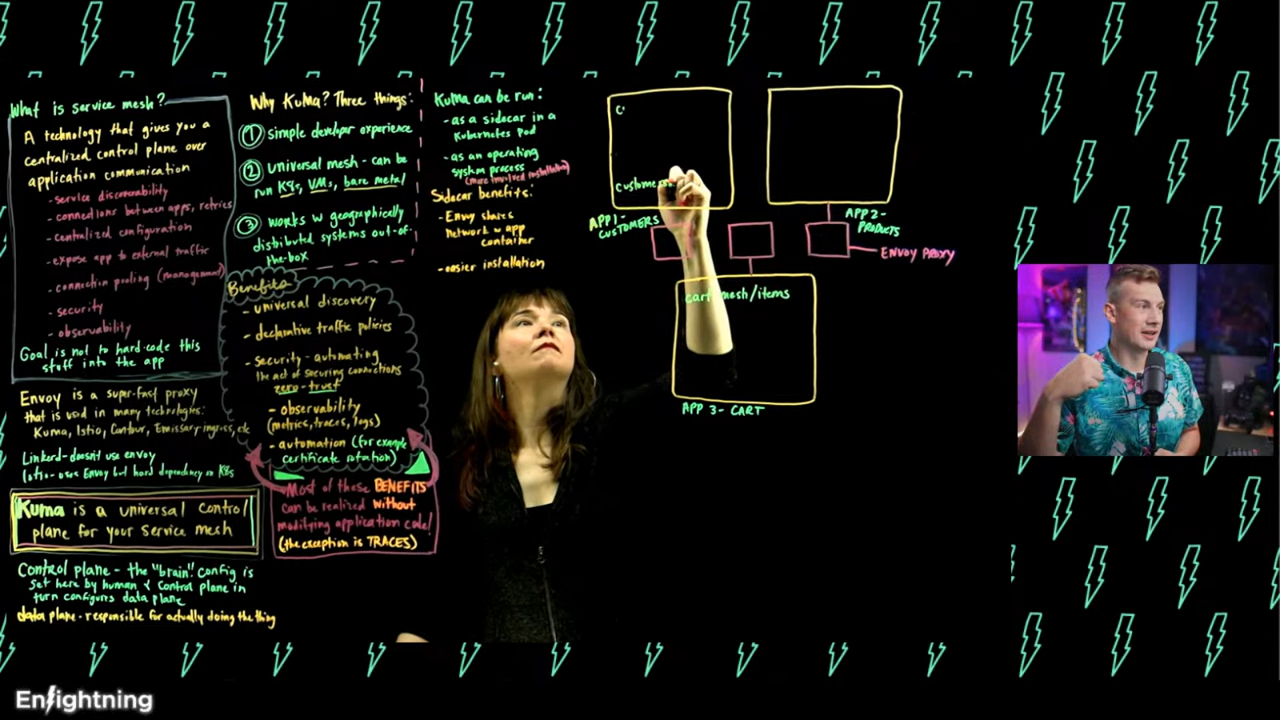 What is service mesh?
A technology that gives you a
centralized control plane over
application communication
- service discoverability
- connections between apps, retries
- centralized configuration
- expose app to external traffic
- connection pooling (management)
- security
- observability
Goal is not to hard-code this
stuff into the app
Envoy is a super-fast proxy
that is used in many technologies:
Kuma, Istio, Contour, Emissary-ingress, etc
Linkerd-doesn't use envoy
Istio-uses Envoy but hard dependency on K8s
Kuma is a universal control
plane for your service mesh
Control plane - the "brain". Config is
set here by human & control plane in
turn configures data plane
data plane - responsible for actually doing the thing
Why Kuma? Three things:
① simple developer experience
② universal mesh - can be
run K8s, VMs, bare metal
③ works w geographically
distributed systems out-of-
the-box
Benefits
- universal discovery
- declarative traffic policies
- security - automating
the act of securing connections
zero-trust
- observability
(metrics, traces, logs)
- automation (for example
certificate rotation)
Most of these BENEFITS
can be realized without
modifying application code!
(the exception is TRACES)
Kuma can be run:
- as a sidecar in a
Kubernetes pod
- as an operating
system process
(more involved installation)
Sidecar benefits:
- Envoy shares
Network w app
container
- easier installation
C
Customers
APP 1-
CUSTOMERS
APP 2-
PRODUCTS
ENVOY PROXY
cart.mesh/items
APP 3- CART
Enlightning